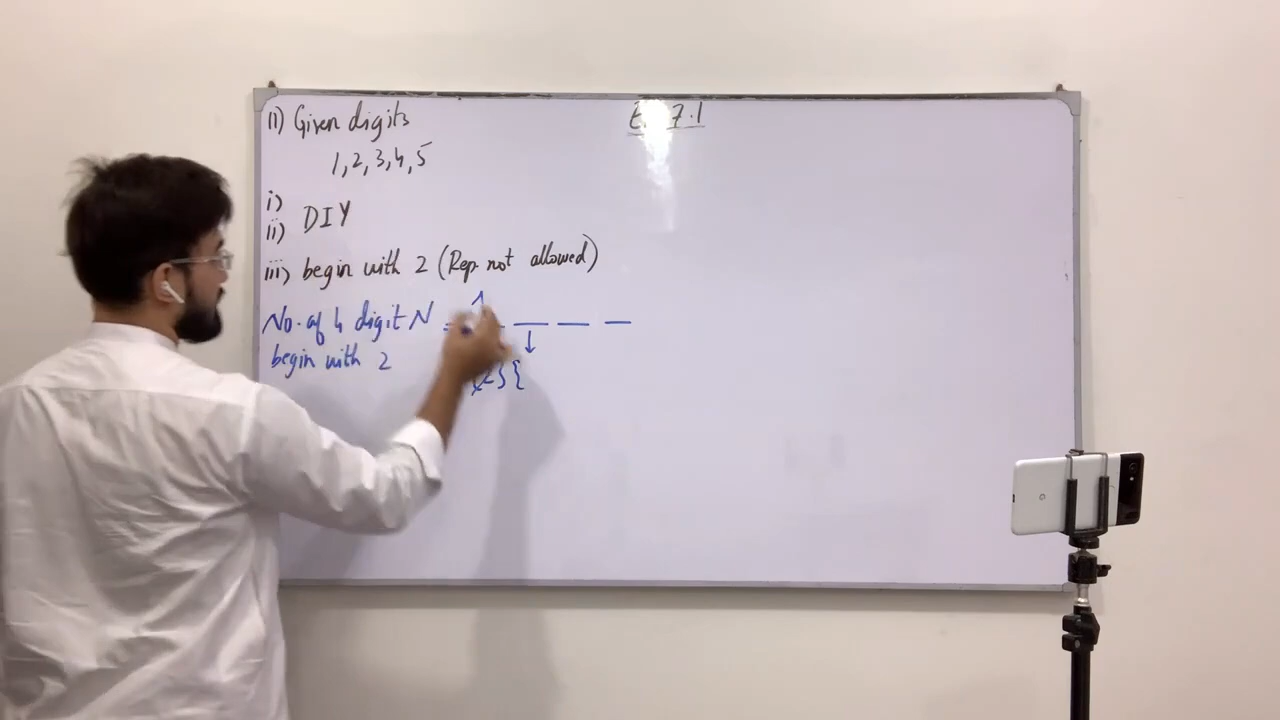 11) Given digits
1, 2, 3, 4, 5
E 7.1
i)
ii) DIY
iii) begin with 2 (Rep. not allowed)
No. of 4 digit N
begin with 2
2} {